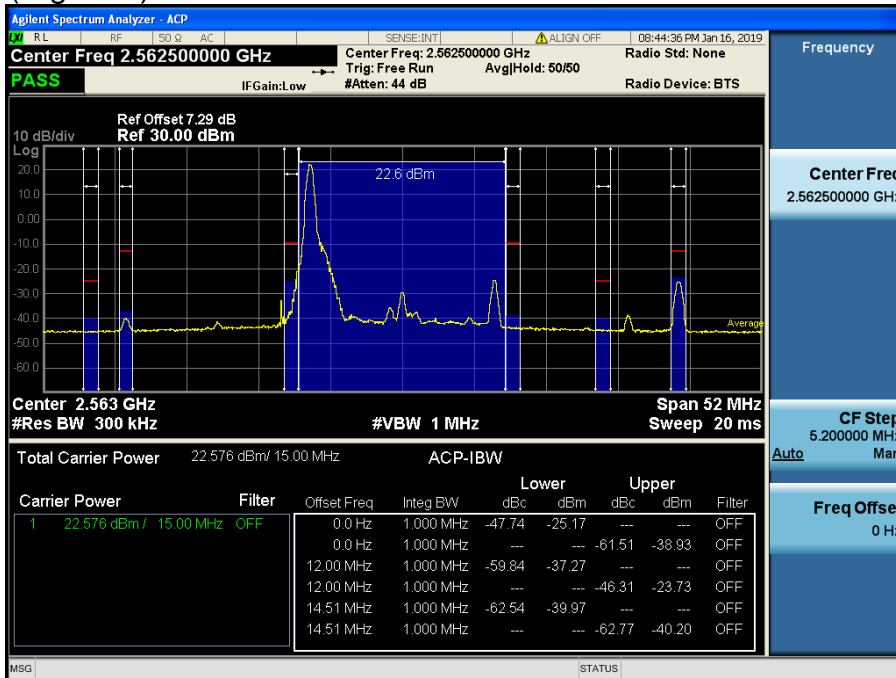 Agilent Spectrum Analyzer - ACP
LXI RL RF 50 Ω AC SENSE:INT ALIGN OFF 08:44:36 PM Jan 16, 2019
Center Freq 2.562500000 GHz
PASS
IFGain:Low
Center Freq: 2.562500000 GHz
Trig: Free Run Avg|Hold: 50/50
#Atten: 44 dB
Radio Std: None
Radio Device: BTS
Frequency
Ref Offset 7.29 dB
10 dB/div Ref 30.00 dBm
Log
20.0
10.0
0.00
-10.0
-20.0
-30.0
-40.0
-50.0
-60.0
22.6 dBm
Average
Center Freq
2.562500000 GHz
Center 2.563 GHz Span 52 MHz
#Res BW 300 kHz #VBW 1 MHz Sweep 20 ms
CF Step
5.200000 MHz
Auto Man
Total Carrier Power 22.576 dBm/ 15.00 MHz ACP-IBW
Lower Upper
Carrier Power Filter Offset Freq Integ BW dBc dBm dBc dBm Filter
1 22.576 dBm / 15.00 MHz OFF 0.0 Hz 1.000 MHz -47.74 -25.17 --- --- OFF
0.0 Hz 1.000 MHz --- --- -61.51 -38.93 OFF
12.00 MHz 1.000 MHz -59.84 -37.27 --- --- OFF
12.00 MHz 1.000 MHz --- --- -46.31 -23.73 OFF
14.51 MHz 1.000 MHz -62.54 -39.97 --- --- OFF
14.51 MHz 1.000 MHz --- --- -62.77 -40.20 OFF
Freq Offset
0 Hz
MSG STATUS